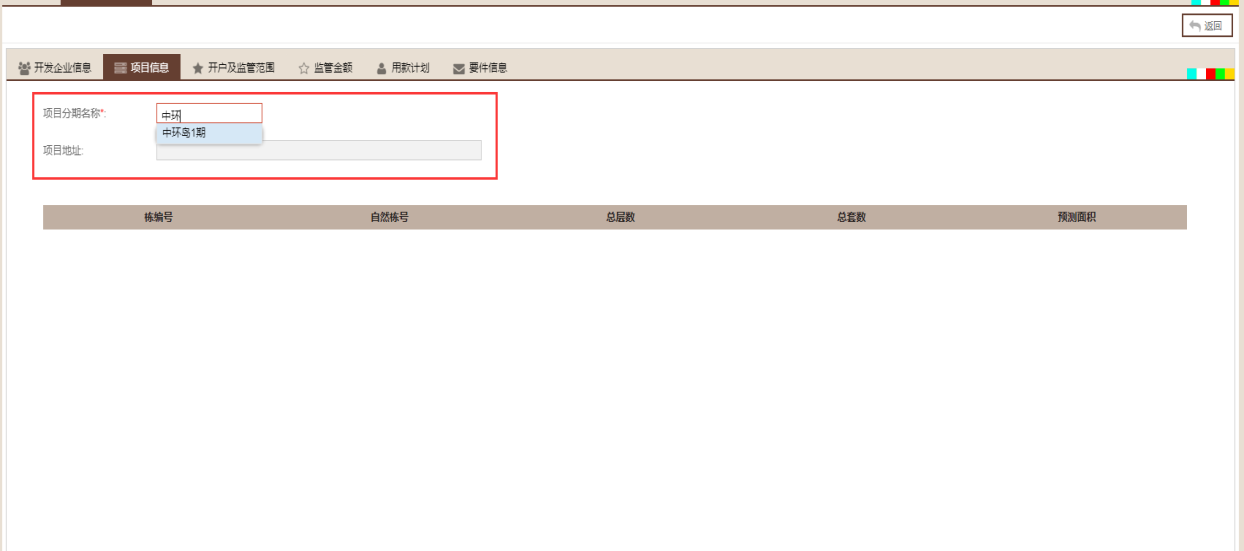 返回
开发企业信息 项目信息 开户及监管范围 监管金额 用款计划 要件信息
项目分期名称*: 中环
中环岛1期
项目地址:
栋编号 自然栋号 总层数 总套数 预测面积